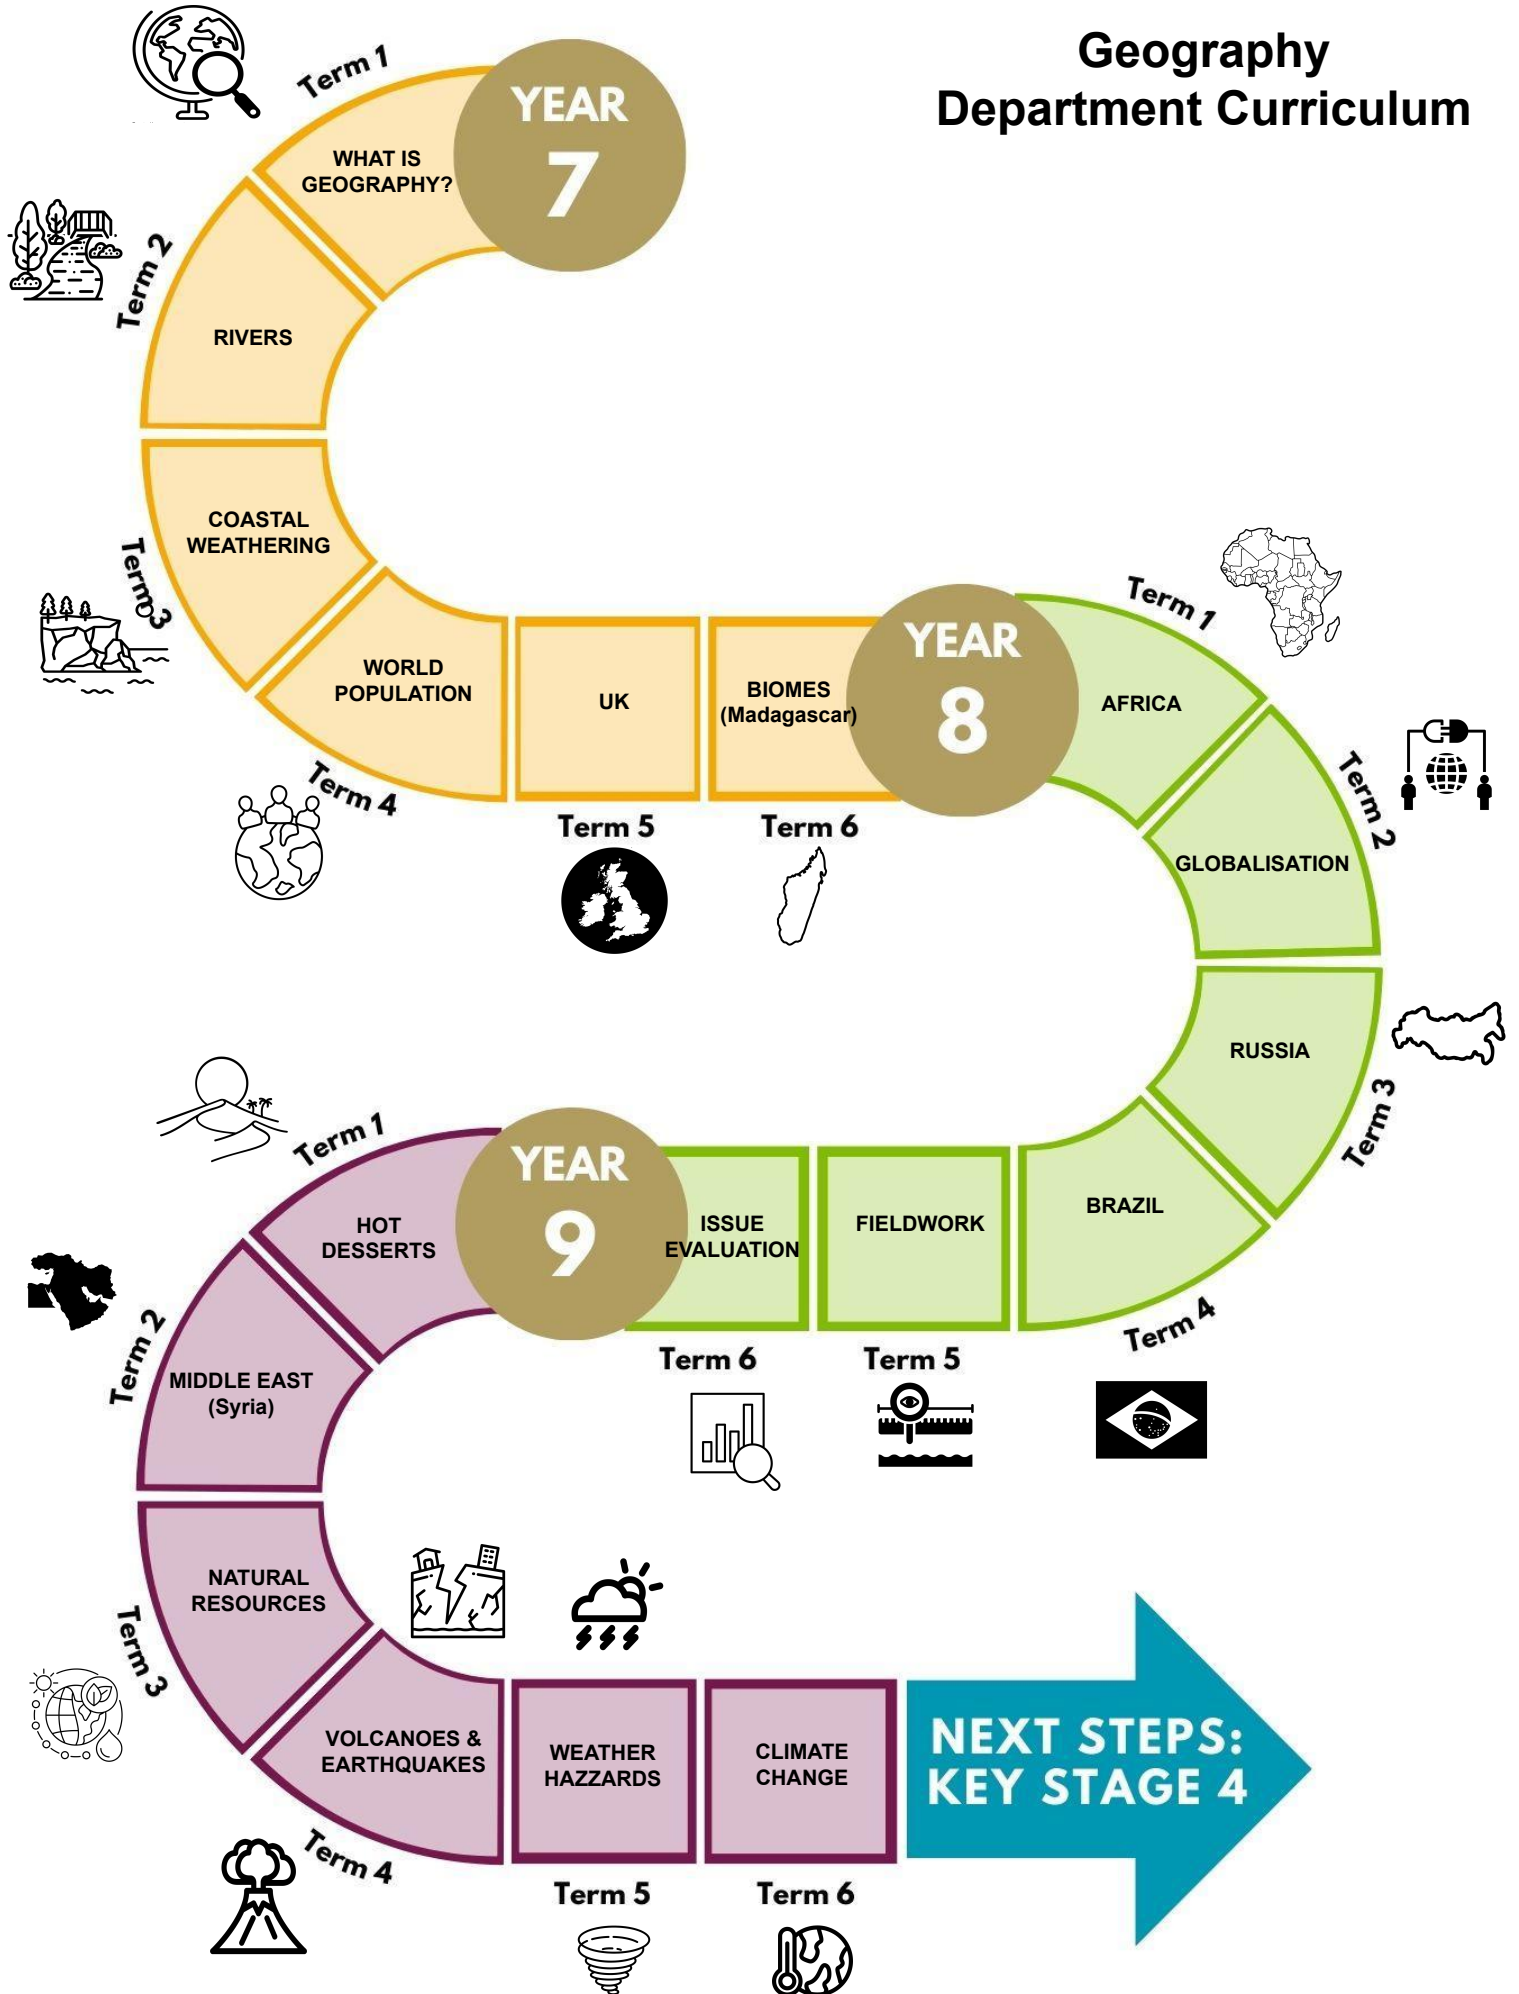 Geography
Department Curriculum
YEAR
7
Term 1
WHAT IS
GEOGRAPHY?
Term 2
RIVERS
Term 3
COASTAL
WEATHERING
Term 4
WORLD
POPULATION
UK
Term 5
BIOMES
(Madagascar)
Term 6
YEAR
8
Term 1
AFRICA
Term 2
GLOBALISATION
Term 3
RUSSIA
Term 4
BRAZIL
FIELDWORK
Term 5
ISSUE
EVALUATION
Term 6
YEAR
9
Term 1
HOT
DESSERTS
Term 2
MIDDLE EAST
(Syria)
Term 3
NATURAL
RESOURCES
Term 4
VOLCANOES &
EARTHQUAKES
WEATHER
HAZZARDS
Term 5
CLIMATE
CHANGE
Term 6
NEXT STEPS:
KEY STAGE 4